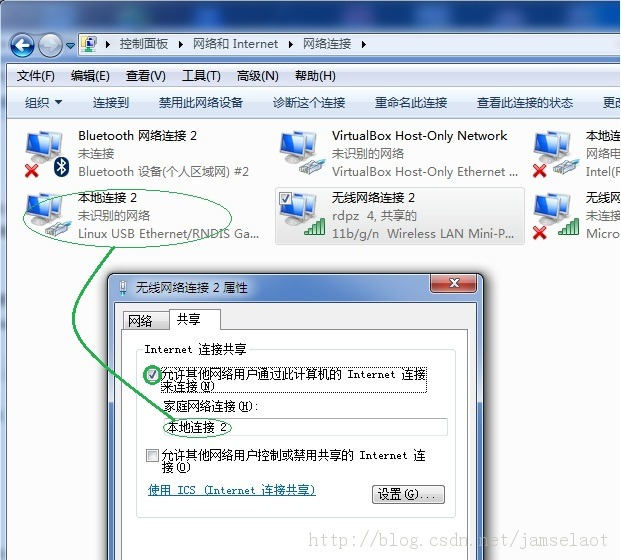 控制面板 ▸ 网络和 Internet ▸ 网络连接 ▸
文件(F) 编辑(E) 查看(V) 工具(T) 高级(N) 帮助(H)
组织 连接到 禁用此网络设备 诊断这个连接 重命名此连接 查看此连接的状态 更改
Bluetooth 网络连接 2
未连接
Bluetooth 设备(个人区域网) #2
VirtualBox Host-Only Network
未识别的网络
VirtualBox Host-Only Ethernet ...
本地连接
网络电
Intel(R
本地连接 2
未识别的网络
Linux USB Ethernet/RNDIS Ga...
无线网络连接 2
rdpz 4, 共享的
11b/g/n Wireless LAN Mini-P...
无线网
未连接
Micro
无线网络连接 2 属性
网络 共享
Internet 连接共享
允许其他网络用户通过此计算机的 Internet 连接
来连接(N)
家庭网络连接(H):
本地连接 2
允许其他网络用户控制或禁用共享的 Internet 连
接(O)
使用 ICS (Internet 连接共享)
设置(G)...
http://blog.csdn.net/jamselaot